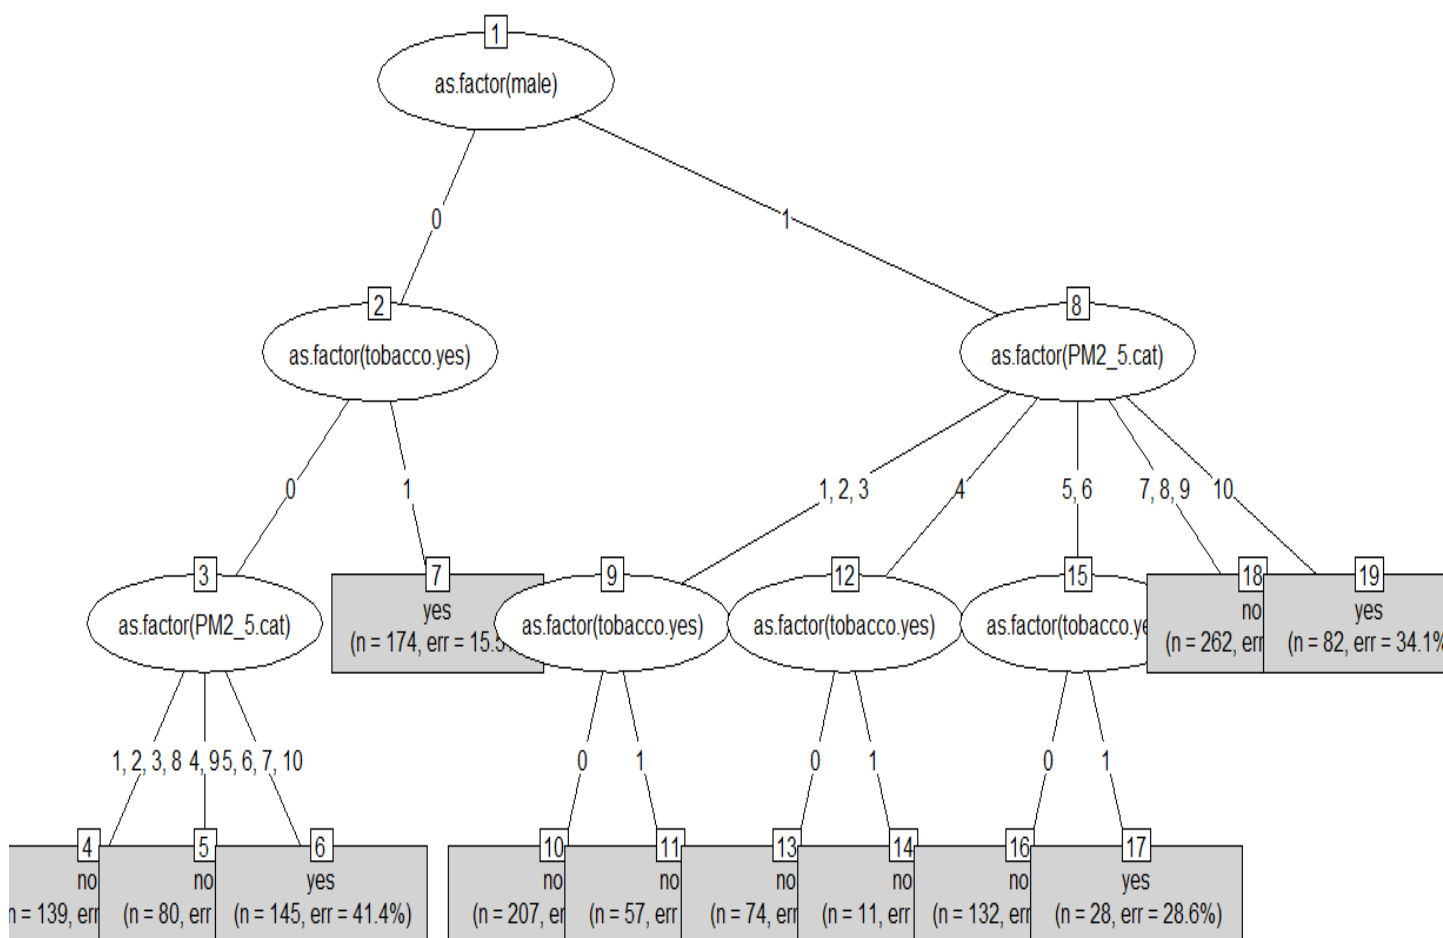 1
as.factor(male)
0
1
2
as.factor(tobacco.yes)
8
as.factor(PM2_5.cat)
0
1
1, 2, 3
4
5, 6
7, 8, 9
10
3
as.factor(PM2_5.cat)
7
yes
(n = 174, err = 15.5%
9
as.factor(tobacco.yes)
12
as.factor(tobacco.yes)
15
as.factor(tobacco.ye
18
no
(n = 262, err
19
yes
(n = 82, err = 34.1%
1, 2, 3, 8
4, 9
5, 6, 7, 10
0
1
0
1
0
1
4
no
n = 139, err
5
no
(n = 80, err
6
yes
(n = 145, err = 41.4%)
10
no
(n = 207, er
11
no
(n = 57, err
13
no
(n = 74, err
14
no
(n = 11, err
16
no
(n = 132, err
17
yes
(n = 28, err = 28.6%)